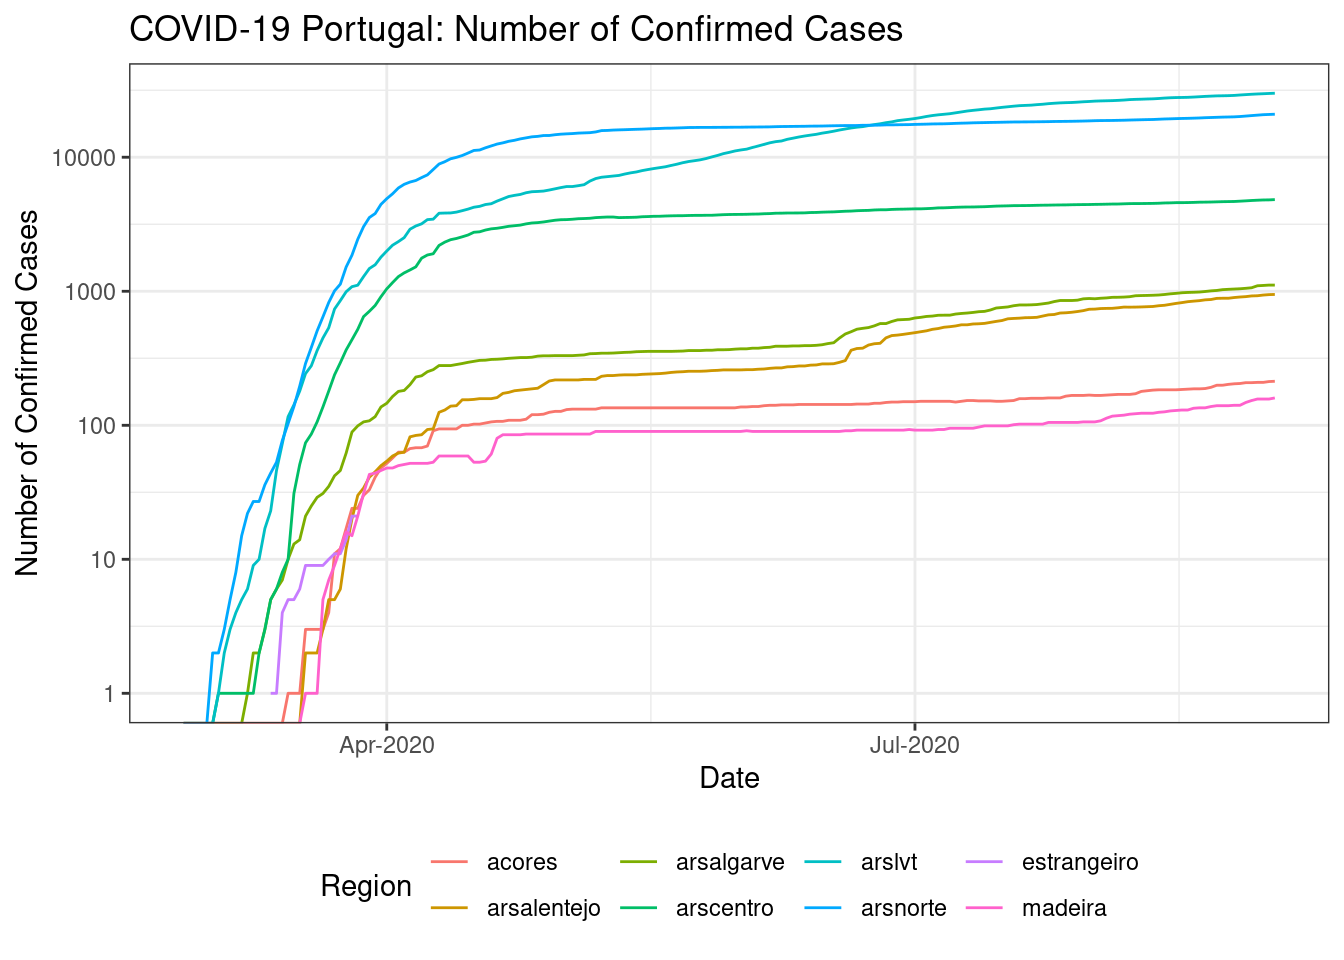 COVID-19 Portugal: Number of Confirmed Cases
Number of Confirmed Cases
10000
1000
100
10
1
Apr-2020 Jul-2020
Date
Region
acores arsalgarve arslvt estrangeiro
arsalentejo arscentro arsnorte madeira